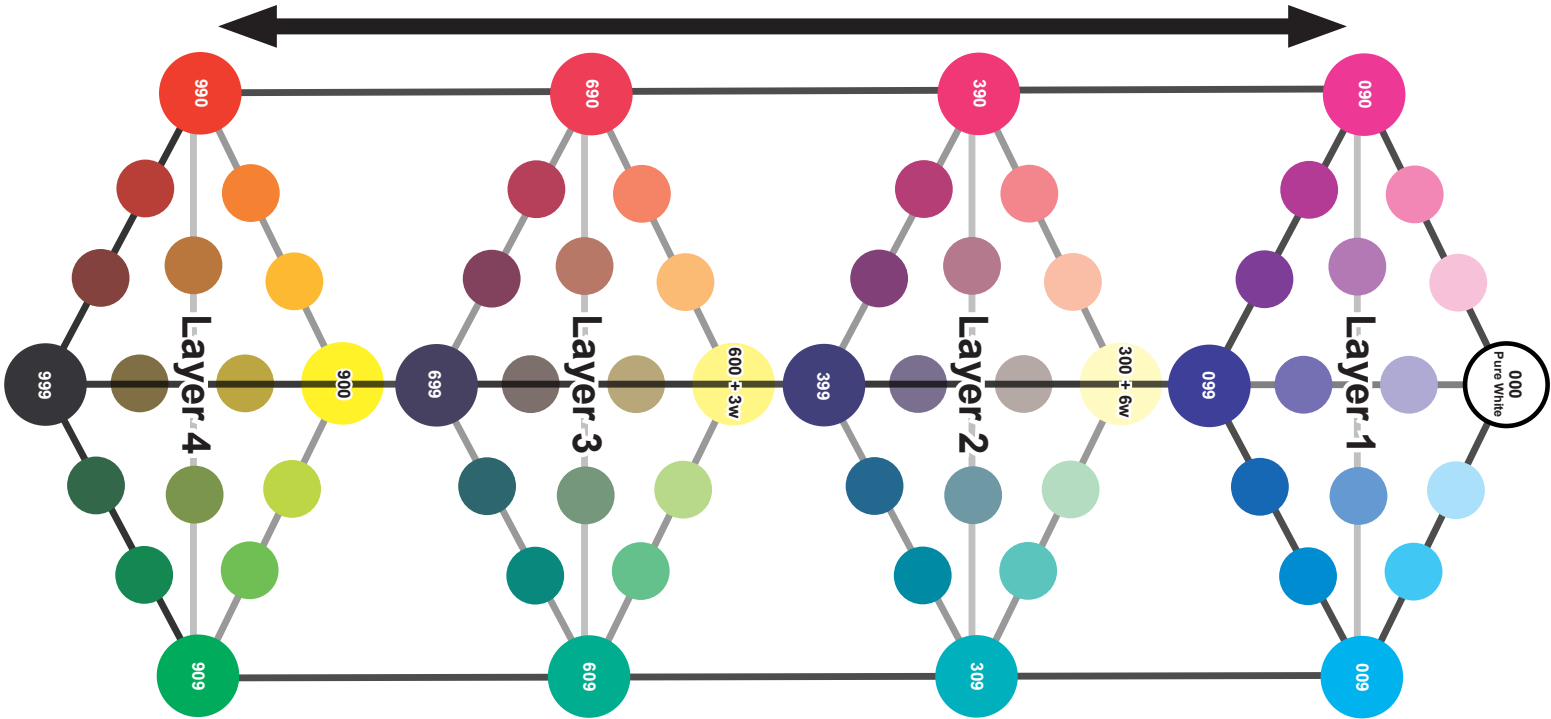 000
Pure White
090 Layer 1 009
099
300 + 6w
390 Layer 2 309
399
600 + 3w
690 Layer 3 609
699
900
990 Layer 4 909
999